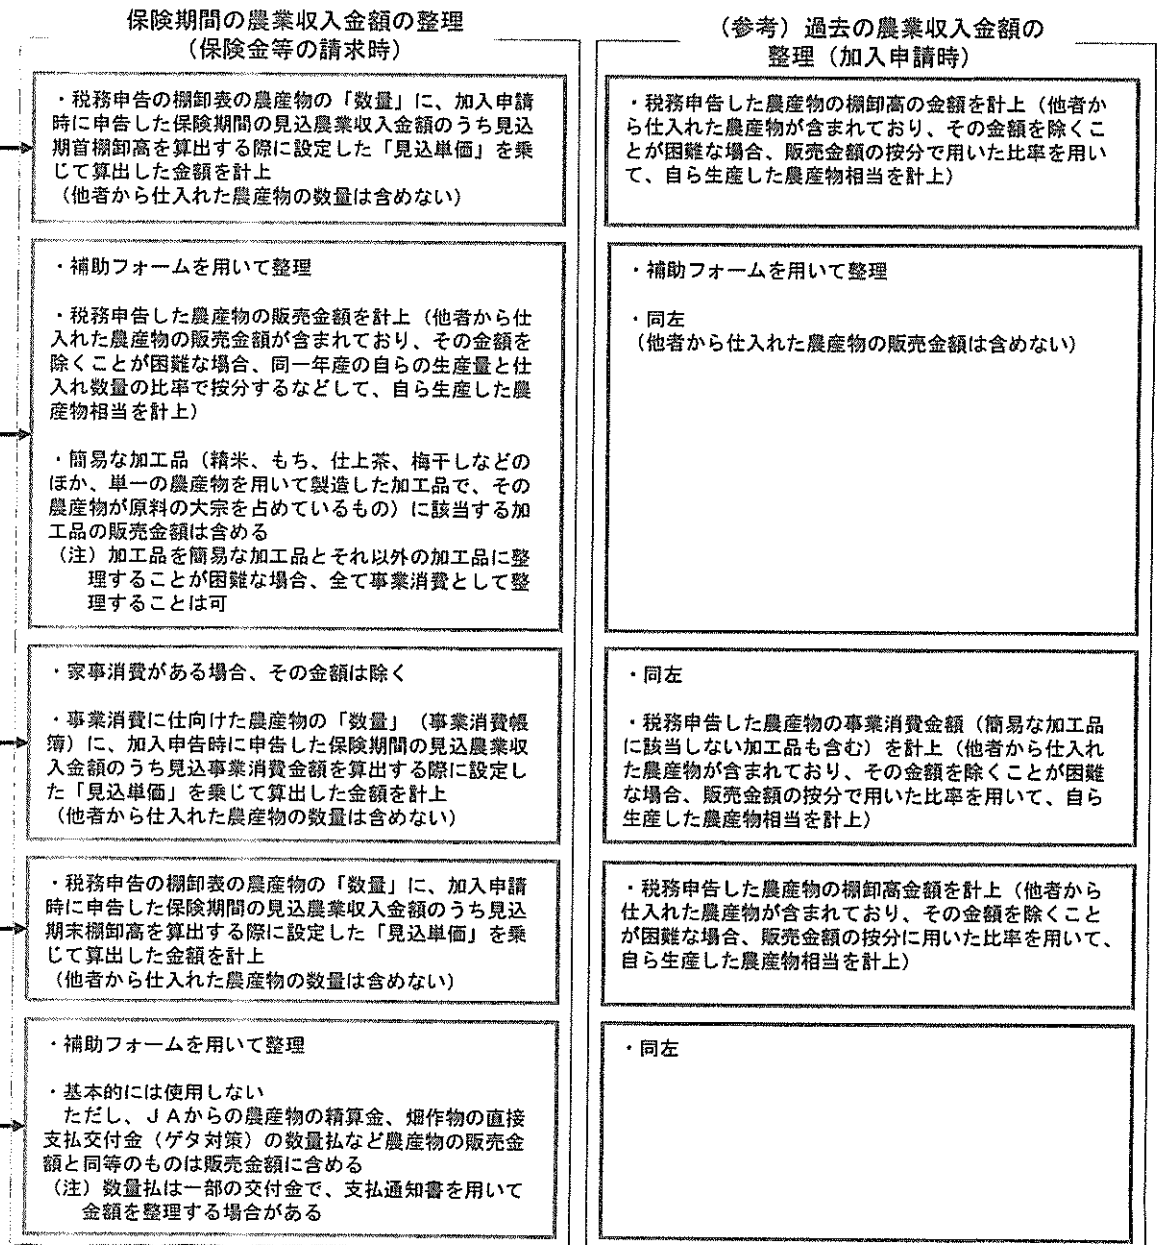 保険期間の農業収入金額の整理
（保険金等の請求時）
・税務申告の棚卸表の農産物の「数量」に、加入申請
時に申告した保険期間の見込農業収入金額のうち見込
期首棚卸高を算出する際に設定した「見込単価」を乗
じて算出した金額を計上
（他者から仕入れた農産物の数量は含めない）
・補助フォームを用いて整理
・税務申告した農産物の販売金額を計上（他者から仕
入れた農産物の販売金額が含まれており、その金額を
除くことが困難な場合、同一年産の自らの生産量と仕
入れ数量の比率で按分するなどして、自ら生産した農
産物相当を計上）
・簡易な加工品（精米、もち、仕上茶、梅干しなどの
ほか、単一の農産物を用いて製造した加工品で、その
農産物が原料の大宗を占めているもの）に該当する加
工品の販売金額は含める
（注）加工品を簡易な加工品とそれ以外の加工品に整
理することが困難な場合、全て事業消費として整
理することは可
・家事消費がある場合、その金額は除く
・事業消費に仕向けた農産物の「数量」（事業消費帳
簿）に、加入申告時に申告した保険期間の見込農業収
入金額のうち見込事業消費金額を算出する際に設定し
た「見込単価」を乗じて算出した金額を計上
（他者から仕入れた農産物の数量は含めない）
・税務申告の棚卸表の農産物の「数量」に、加入申請
時に申告した保険期間の見込農業収入金額のうち見込
期末棚卸高を算出する際に設定した「見込単価」を乗
じて算出した金額を計上
（他者から仕入れた農産物の数量は含めない）
・補助フォームを用いて整理
・基本的には使用しない
ただし、ＪＡからの農産物の精算金、畑作物の直接
支払交付金（ゲタ対策）の数量払など農産物の販売金
額と同等のものは販売金額に含める
（注）数量払は一部の交付金で、支払通知書を用いて
金額を整理する場合がある
（参考）過去の農業収入金額の
整理（加入申請時）
・税務申告した農産物の棚卸高の金額を計上（他者か
ら仕入れた農産物が含まれており、その金額を除くこ
とが困難な場合、販売金額の按分で用いた比率を用い
て、自ら生産した農産物相当を計上）
・補助フォームを用いて整理
・同左
（他者から仕入れた農産物の販売金額は含めない）
・同左
・税務申告した農産物の事業消費金額（簡易な加工品
に該当しない加工品も含む）を計上（他者から仕入れ
た農産物が含まれており、その金額を除くことが困難
な場合、販売金額の按分で用いた比率を用いて、自ら
生産した農産物相当を計上）
・税務申告した農産物の棚卸高金額を計上（他者から
仕入れた農産物が含まれており、その金額を除くこと
が困難な場合、販売金額の按分に用いた比率を用いて、
自ら生産した農産物相当を計上）
・同左